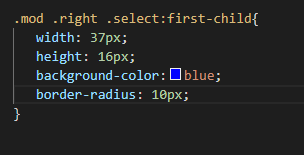 .mod .right .select:first-child{
width: 37px;
height: 16px;
background-color: blue;
border-radius: 10px;
}